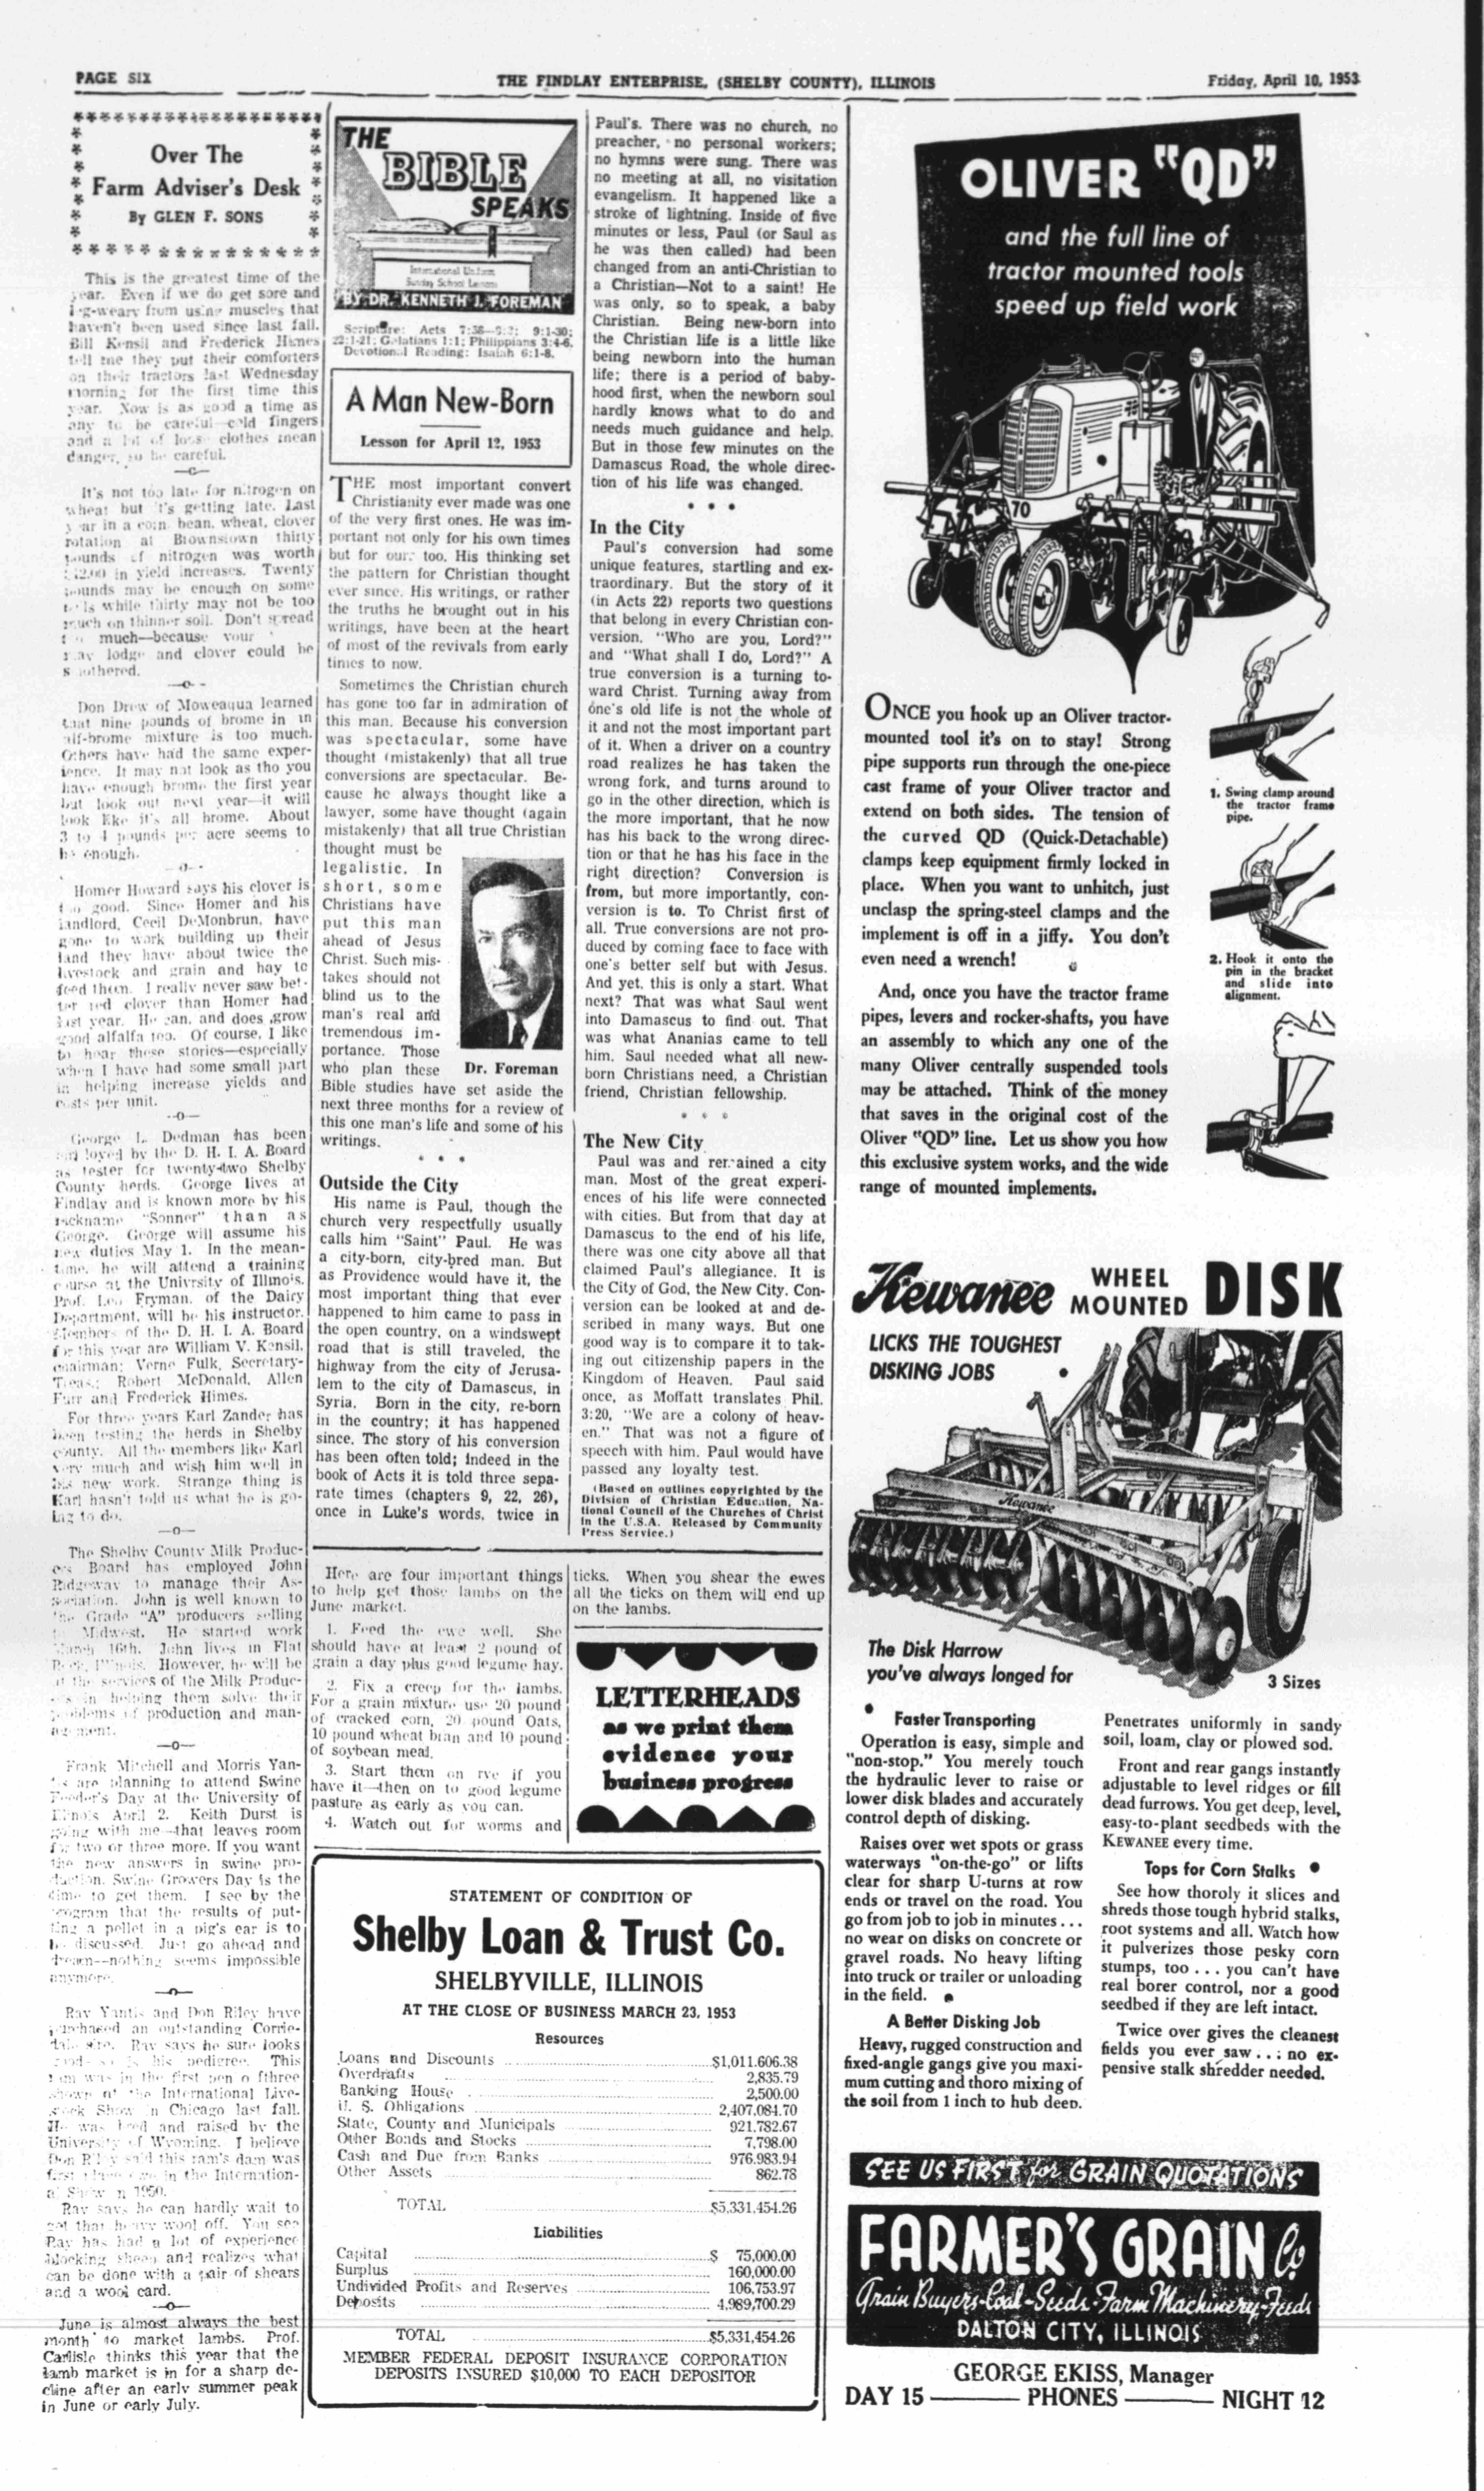 PAGE SIX
THE FINDLAY ENTERPRISE, (SHELBY COUNTY), ILLINOIS
Friday, April 10, 1953
Over The
Farm Adviser's Desk
By GLEN F. SONS
This is the greatest time of the
year. Even if we do get sore and
leg-weary from using muscles that
haven't been used since last fall.
Bill Kensil and Frederick Himes
tell me they put their comforters
on their tractors last Wednesday
morning for the first time this
year. Now is as good a time as
any to be careful—cold fingers
and a lot of loose clothes mean
danger, so be careful.
—o—
It's not too late for nitrogen on
wheat but it's getting late. Last
year in a corn, bean, wheat, clover
rotation at Brownstown thirty
pounds of nitrogen was worth
$12.00 in yield increases. Twenty
pounds may be enough on some
soils while thirty may not be too
much on thinner soil. Don't spread
too much—because your
may lodge and clover could be
smothered.
—o—
Don Drew of Moweaqua learned
that nine pounds of brome in an
alf-brome mixture is too much.
Others have had the same exper-
ience. It may not look as tho you
have enough brome the first year
but look out next year—it will
look like it's all brome. About
3 to 4 pounds per acre seems to
be enough.
—o—
Homer Howard says his clover is
too good. Since Homer and his
landlord, Cecil DeMonbrun, have
gone to work building up their
land they have about twice the
livestock and grain and hay to
feed them. I really never saw bet-
ter red clover than Homer had
last year. He can, and does grow
good alfalfa too. Of course, I like
to hear these stories—especially
when I have had some small part
in helping increase yields and
costs per unit.
—o—
George L. Dedman has been
employed by the D. H. I. A. Board
as tester for twenty-two Shelby
County herds. George lives at
Findlay and is known more by his
nickname "Sonner" than as
George. George will assume his
new duties May 1. In the mean-
time, he will attend a training
course at the Univrsity of Illinois.
Prof. Leo Fryman, of the Dairy
Department, will be his instructor.
Members of the D. H. I. A. Board
for this year are William V. Kensil,
chairman; Verne Fulk, Secretary-
Treas.; Robert McDonald, Allen
Furr and Frederick Himes.
For three years Karl Zander has
been testing the herds in Shelby
county. All the members like Karl
very much and wish him well in
his new work. Strange thing is
Karl hasn't told us what he is go-
ing to do.
—o—
The Shelby County Milk Produc-
ers Board has employed John
Ridgeway to manage their As-
sociation. John is well known to
the Grade "A" producers selling
to Midwest. He started work
March 16th. John lives in Flat
Rock, Illinois. However, he will be
at the services of the Milk Produc-
ers in helping them solve their
problems of production and man-
agement.
—o—
Frank Mitchell and Morris Yan-
tis are planning to attend Swine
Feeder's Day at the University of
Illinois April 2. Keith Durst is
going with me—that leaves room
for two or three more. If you want
the new answers in swine pro-
duction, Swine Growers Day is the
time to get them. I see by the
program that the results of put-
ting a pellet in a pig's ear is to
be discussed. Just go ahead and
dream—nothing seems impossible
anymore.
—o—
Ray Yantis and Don Riley have
purchased an outstanding Corrie-
dale sire. Ray says he sure looks
good—so is his pedigree. This
ram was in the first pen o fthree
shown at the International Live-
stock Show in Chicago last fall.
He was bred and raised by the
University of Wyoming. I believe
Don Riley said this ram's dam was
first place ewe in the Internation-
al Show in 1950.
Ray says he can hardly wait to
get that heavy wool off. You see
Ray has had a lot of experience
blocking sheep and realizes what
can be done with a pair of shears
and a wool card.
—o—
June is almost always the best
month to market lambs. Prof.
Carlisle thinks this year that the
lamb market is in for a sharp de-
cline after an early summer peak
in June or early July.
THE
BIBLE
SPEAKS
International Uniform
Sunday School Lessons
BY DR. KENNETH J. FOREMAN
Scripture: Acts 7:58—8:3; 9:1-30;
22:1-21; Galatians 1:1; Philippians 3:4-6.
Devotional Reading: Isaiah 6:1-8.
A Man New-Born
Lesson for April 12, 1953
THE most important convert
Christianity ever made was one
of the very first ones. He was im-
portant not only for his own times
but for ours too. His thinking set
the pattern for Christian thought
ever since. His writings, or rather
the truths he brought out in his
writings, have been at the heart
of most of the revivals from early
times to now.
Sometimes the Christian church
has gone too far in admiration of
this man. Because his conversion
was spectacular, some have
thought (mistakenly) that all true
conversions are spectacular. Be-
cause he always thought like a
lawyer, some have thought (again
mistakenly) that all true Christian
thought must be
legalistic. In
short, some
Christians have
put this man
ahead of Jesus
Christ. Such mis-
takes should not
blind us to the
man's real and
tremendous im-
portance. Those
who plan these
Dr. Foreman
Bible studies have set aside the
next three months for a review of
this one man's life and some of his
writings.
* * *
Outside the City
His name is Paul, though the
church very respectfully usually
calls him "Saint" Paul. He was
a city-born, city-bred man. But
as Providence would have it, the
most important thing that ever
happened to him came to pass in
the open country, on a windswept
road that is still traveled, the
highway from the city of Jerusa-
lem to the city of Damascus, in
Syria. Born in the city, re-born
in the country; it has happened
since. The story of his conversion
has been often told; Indeed in the
book of Acts it is told three sepa-
rate times (chapters 9, 22, 26),
once in Luke's words, twice in
Paul's. There was no church, no
preacher, no personal workers;
no hymns were sung. There was
no meeting at all, no visitation
evangelism. It happened like a
stroke of lightning. Inside of five
minutes or less, Paul (or Saul as
he was then called) had been
changed from an anti-Christian to
a Christian—Not to a saint! He
was only, so to speak, a baby
Christian. Being new-born into
the Christian life is a little like
being newborn into the human
life; there is a period of baby-
hood first, when the newborn soul
hardly knows what to do and
needs much guidance and help.
But in those few minutes on the
Damascus Road, the whole direc-
tion of his life was changed.
* * *
In the City
Paul's conversion had some
unique features, startling and ex-
traordinary. But the story of it
(in Acts 22) reports two questions
that belong in every Christian con-
version. "Who are you, Lord?"
and "What shall I do, Lord?" A
true conversion is a turning to-
ward Christ. Turning away from
one's old life is not the whole of
it and not the most important part
of it. When a driver on a country
road realizes he has taken the
wrong fork, and turns around to
go in the other direction, which is
the more important, that he now
has his back to the wrong direc-
tion or that he has his face in the
right direction? Conversion is
from, but more importantly, con-
version is to. To Christ first of
all. True conversions are not pro-
duced by coming face to face with
one's better self but with Jesus.
And yet, this is only a start. What
next? That was what Saul went
into Damascus to find out. That
was what Ananias came to tell
him. Saul needed what all new-
born Christians need, a Christian
friend, Christian fellowship.
* * *
The New City
Paul was and remained a city
man. Most of the great experi-
ences of his life were connected
with cities. But from that day at
Damascus to the end of his life,
there was one city above all that
claimed Paul's allegiance. It is
the City of God, the New City. Con-
version can be looked at and de-
scribed in many ways. But one
good way is to compare it to tak-
ing out citizenship papers in the
Kingdom of Heaven. Paul said
once, as Moffatt translates Phil.
3:20, "We are a colony of heav-
en." That was not a figure of
speech with him. Paul would have
passed any loyalty test.
(Based on outlines copyrighted by the
Division of Christian Education, Na-
tional Council of the Churches of Christ
in the U.S.A. Released by Community
Press Service.)
Here are four important things
to help get those lambs on the
June market.
1. Feed the ewe well. She
should have at least 2 pound of
grain a day plus good legume hay.
2. Fix a creep for the lambs.
For a grain mixture use 20 pound
of cracked corn, 20 pound Oats,
10 pound wheat bran and 10 pound
of soybean meal.
3. Start them on rye if you
have it—then on to good legume
pasture as early as you can.
4. Watch out for worms and
ticks. When you shear the ewes
all the ticks on them will end up
on the lambs.
LETTERHEADS
as we print them
evidence your
business progress
STATEMENT OF CONDITION OF
Shelby Loan & Trust Co.
SHELBYVILLE, ILLINOIS
AT THE CLOSE OF BUSINESS MARCH 23, 1953
Resources
Loans and Discounts $1,011.606.38
Overdrafts 2,835.79
Banking House 2,500.00
U. S. Obligations 2,407,084.70
State, County and Municipals 921,782.67
Other Bonds and Stocks 7,798.00
Cash and Due from Banks 976,983.94
Other Assets 862.78
TOTAL $5,331,454.26
Liabilities
Capital $ 75,000.00
Surplus 160,000.00
Undivided Profits and Reserves 106,753.97
Deposits 4,989,700.29
TOTAL $5,331,454.26
MEMBER FEDERAL DEPOSIT INSURANCE CORPORATION
DEPOSITS INSURED $10,000 TO EACH DEPOSITOR
OLIVER "QD"
and the full line of
tractor mounted tools
speed up field work
70
ONCE you hook up an Oliver tractor-
mounted tool it's on to stay! Strong
pipe supports run through the one-piece
cast frame of your Oliver tractor and
extend on both sides. The tension of
the curved QD (Quick-Detachable)
clamps keep equipment firmly locked in
place. When you want to unhitch, just
unclasp the spring-steel clamps and the
implement is off in a jiffy. You don't
even need a wrench!
And, once you have the tractor frame
pipes, levers and rocker-shafts, you have
an assembly to which any one of the
many Oliver centrally suspended tools
may be attached. Think of the money
that saves in the original cost of the
Oliver "QD" line. Let us show you how
this exclusive system works, and the wide
range of mounted implements.
1. Swing clamp around
the tractor frame
pipe.
2. Hook it onto the
pin in the bracket
and slide into
alignment.
Kewanee WHEEL MOUNTED DISK
LICKS THE TOUGHEST
DISKING JOBS
Kewanee
The Disk Harrow
you've always longed for
3 Sizes
Faster Transporting
Operation is easy, simple and
"non-stop." You merely touch
the hydraulic lever to raise or
lower disk blades and accurately
control depth of disking.
Raises over wet spots or grass
waterways "on-the-go" or lifts
clear for sharp U-turns at row
ends or travel on the road. You
go from job to job in minutes...
no wear on disks on concrete or
gravel roads. No heavy lifting
into truck or trailer or unloading
in the field.
A Better Disking Job
Heavy, rugged construction and
fixed-angle gangs give you maxi-
mum cutting and thoro mixing of
the soil from 1 inch to hub deep.
Penetrates uniformly in sandy
soil, loam, clay or plowed sod.
Front and rear gangs instantly
adjustable to level ridges or fill
dead furrows. You get deep, level,
easy-to-plant seedbeds with the
KEWANEE every time.
Tops for Corn Stalks
See how thoroly it slices and
shreds those tough hybrid stalks,
root systems and all. Watch how
it pulverizes those pesky corn
stumps, too ... you can't have
real borer control, nor a good
seedbed if they are left intact.
Twice over gives the cleanest
fields you ever saw ... no ex-
pensive stalk shredder needed.
SEE US FIRST for GRAIN QUOTATIONS
FARMER'S GRAIN Co.
Grain Buyers-Coal-Seeds-Farm Machinery-Feeds
DALTON CITY, ILLINOIS
GEORGE EKISS, Manager
DAY 15 — PHONES — NIGHT 12